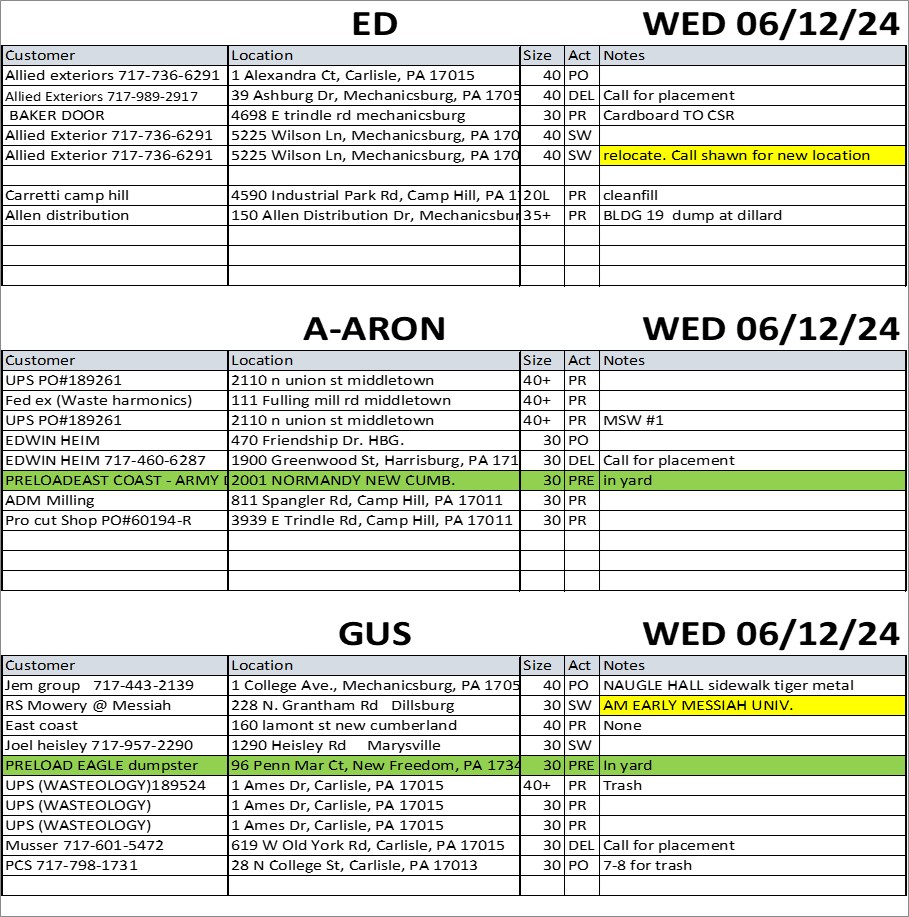 ED WED 06/12/24
Customer Location Size Act Notes
Allied exteriors 717-736-6291 1 Alexandra Ct, Carlisle, PA 17015 40 PO
Allied Exteriors 717-989-2917 39 Ashburg Dr, Mechanicsburg, PA 1705 40 DEL Call for placement
BAKER DOOR 4698 E trindle rd mechanicsburg 30 PR Cardboard TO CSR
Allied Exterior 717-736-6291 5225 Wilson Ln, Mechanicsburg, PA 170 40 SW
Allied Exterior 717-736-6291 5225 Wilson Ln, Mechanicsburg, PA 170 40 SW relocate. Call shawn for new location
Carretti camp hill 4590 Industrial Park Rd, Camp Hill, PA 17 20L PR cleanfill
Allen distribution 150 Allen Distribution Dr, Mechanicsbur 35+ PR BLDG 19 dump at dillard
A-ARON WED 06/12/24
Customer Location Size Act Notes
UPS PO#189261 2110 n union st middletown 40+ PR
Fed ex (Waste harmonics) 111 Fulling mill rd middletown 40+ PR
UPS PO#189261 2110 n union st middletown 40+ PR MSW #1
EDWIN HEIM 470 Friendship Dr. HBG. 30 PO
EDWIN HEIM 717-460-6287 1900 Greenwood St, Harrisburg, PA 171 30 DEL Call for placement
PRELOADEAST COAST - ARMY D 2001 NORMANDY NEW CUMB. 30 PRE in yard
ADM Milling 811 Spangler Rd, Camp Hill, PA 17011 30 PR
Pro cut Shop PO#60194-R 3939 E Trindle Rd, Camp Hill, PA 17011 30 PR
GUS WED 06/12/24
Customer Location Size Act Notes
Jem group 717-443-2139 1 College Ave., Mechanicsburg, PA 1705 40 PO NAUGLE HALL sidewalk tiger metal
RS Mowery @ Messiah 228 N. Grantham Rd Dillsburg 30 SW AM EARLY MESSIAH UNIV.
East coast 160 lamont st new cumberland 40 PR None
Joel heisley 717-957-2290 1290 Heisley Rd Marysville 30 SW
PRELOAD EAGLE dumpster 96 Penn Mar Ct, New Freedom, PA 1734 30 PRE In yard
UPS (WASTEOLOGY)189524 1 Ames Dr, Carlisle, PA 17015 40+ PR Trash
UPS (WASTEOLOGY) 1 Ames Dr, Carlisle, PA 17015 30 PR
UPS (WASTEOLOGY) 1 Ames Dr, Carlisle, PA 17015 30 PR
Musser 717-601-5472 619 W Old York Rd, Carlisle, PA 17015 30 DEL Call for placement
PCS 717-798-1731 28 N College St, Carlisle, PA 17013 30 PO 7-8 for trash